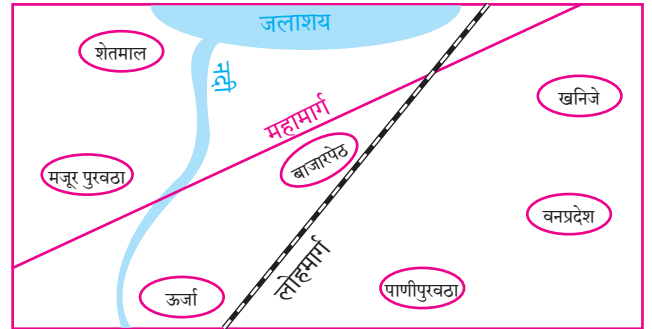 जलाशय
शेतमाल
नदी
खनिजे
महामार्ग
बाजारपेठ
मजूर पुरवठा
वनप्रदेश
लोहमार्ग
ऊर्जा
पाणीपुरवठा